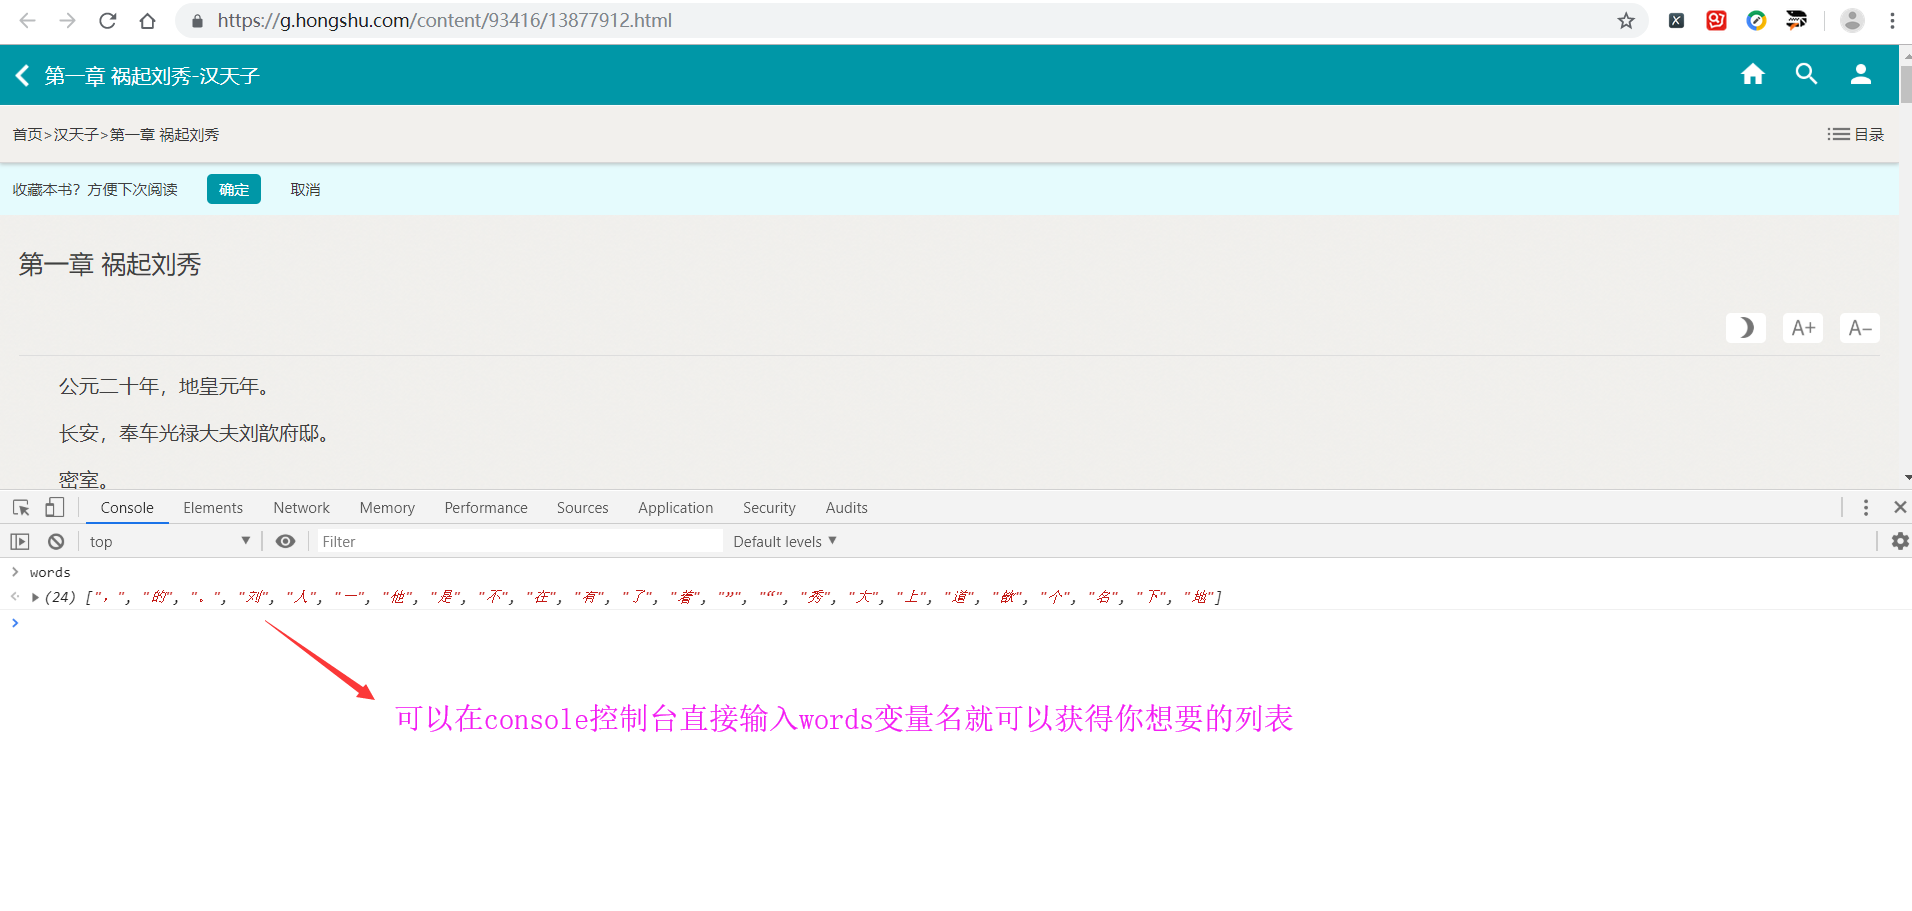 https://g.hongshu.com/content/93416/13877912.html
第一章 祸起刘秀-汉天子
首页>汉天子>第一章 祸起刘秀
目录
收藏本书？方便下次阅读 确定 取消
第一章 祸起刘秀
A+ A-
公元二十年，地皇元年。
长安，奉车光禄大夫刘歆府邸。
密室。
Console Elements Network Memory Performance Sources Application Security Audits
top Filter Default levels
words
(24) ["，", "的", "。", "刘", "人", "一", "他", "是", "不", "在", "有", "了", "着", "”", "“", "秀", "大", "上", "道", "歆", "个", "名", "下", "地"]
可以在console控制台直接输入words变量名就可以获得你想要的列表